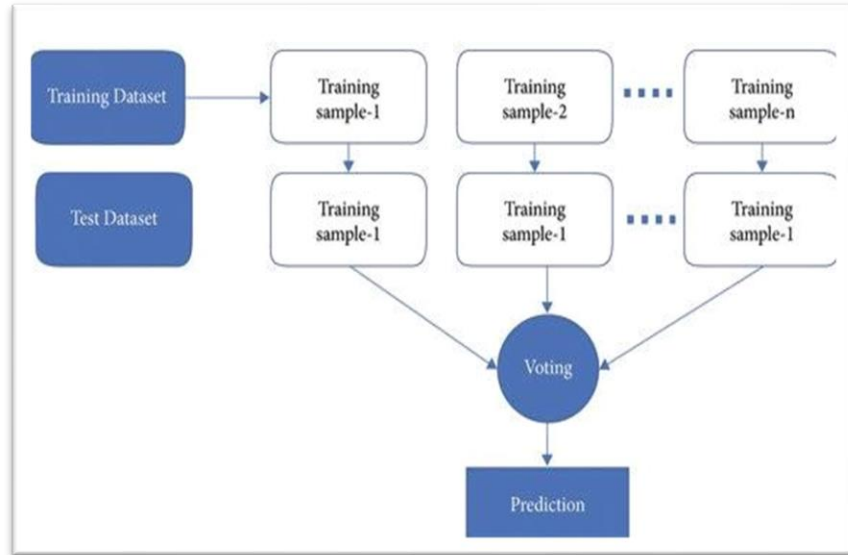 Training Dataset
Training
sample-1
Training
sample-2
Training
sample-n
Test Dataset
Training
sample-1
Training
sample-1
Training
sample-1
Voting
Prediction